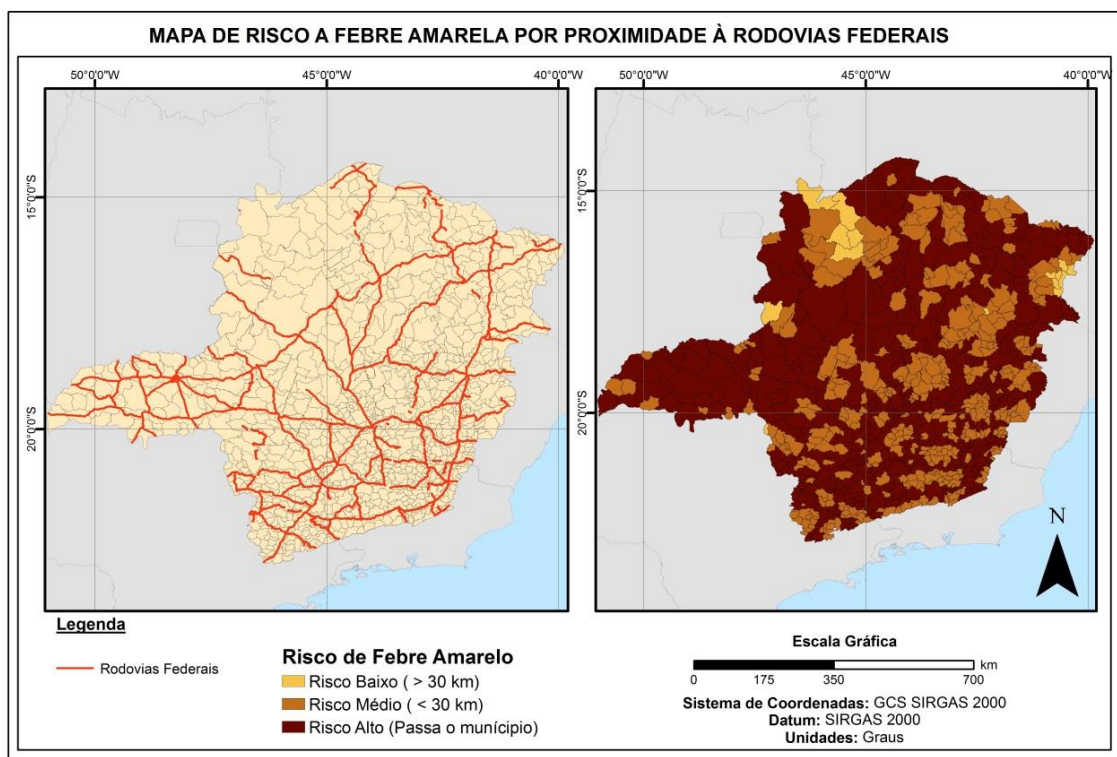 MAPA DE RISCO A FEBRE AMARELA POR PROXIMIDADE À RODOVIAS FEDERAIS
50°0'0"W 45°0'0"W 40°0'0"W
50°0'0"W 45°0'0"W 40°0'0"W
15°0'0"S
20°0'0"S
15°0'0"S
20°0'0"S
N
Legenda
Rodovias Federais
Risco de Febre Amarelo
Risco Baixo ( > 30 km)
Risco Médio ( < 30 km)
Risco Alto (Passa o munícipio)
Escala Gráfica
km
0 175 350 700
Sistema de Coordenadas: GCS SIRGAS 2000
Datum: SIRGAS 2000
Unidades: Graus